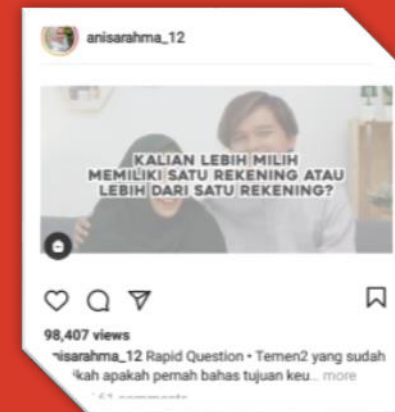 anisarahma_12
KALIAN LEBIH MILIH
MEMILIKI SATU REKENING ATAU
LEBIH DARI SATU REKENING?
98,407 views
nisarahma_12 Rapid Question • Temen2 yang sudah
ikah apakah pernah bahas tujuan keu... more